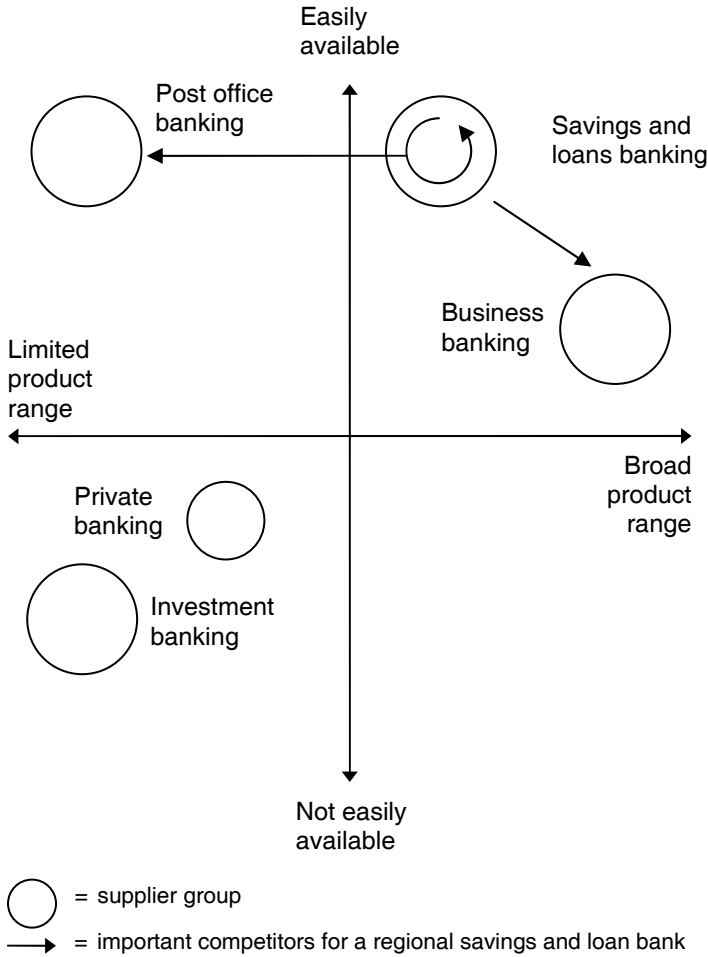 Easily
available
Post office
banking
Savings and
loans banking
Business
banking
Limited
product
range
Broad
product
range
Private
banking
Investment
banking
Not easily
available
= supplier group
= important competitors for a regional savings and loan bank